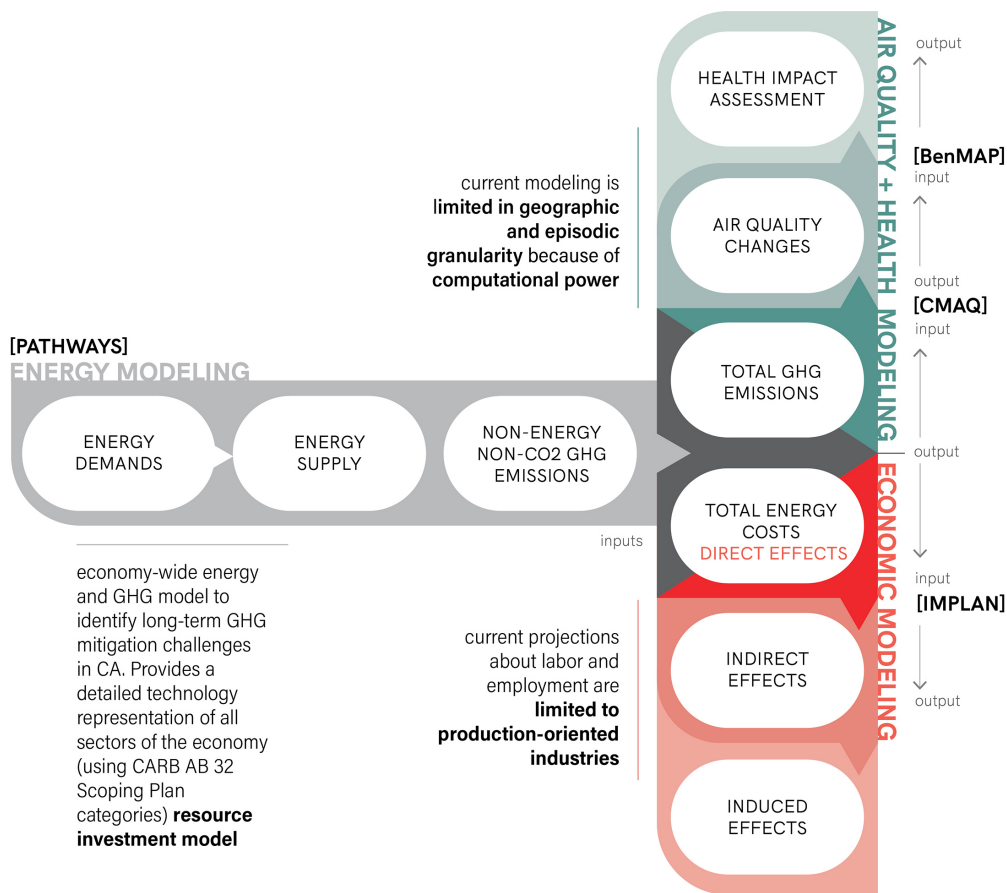 [PATHWAYS]
ENERGY MODELING
ENERGY
DEMANDS
ENERGY
SUPPLY
NON-ENERGY
NON-CO2 GHG
EMISSIONS
inputs
economy-wide energy
and GHG model to
identify long-term GHG
mitigation challenges
in CA. Provides a
detailed technology
representation of all
sectors of the economy
(using CARB AB 32
Scoping Plan
categories) resource
investment model
current modeling is
limited in geographic
and episodic
granularity because of
computational power
current projections
about labor and
employment are
limited to
production-oriented
industries
HEALTH IMPACT
ASSESSMENT
AIR QUALITY
CHANGES
TOTAL GHG
EMISSIONS
TOTAL ENERGY
COSTS
DIRECT EFFECTS
INDIRECT
EFFECTS
INDUCED
EFFECTS
AIR QUALITY + HEALTH MODELING
ECONOMIC MODELING
output
[BenMAP]
input
output
[CMAQ]
input
output
input
[IMPLAN]
output